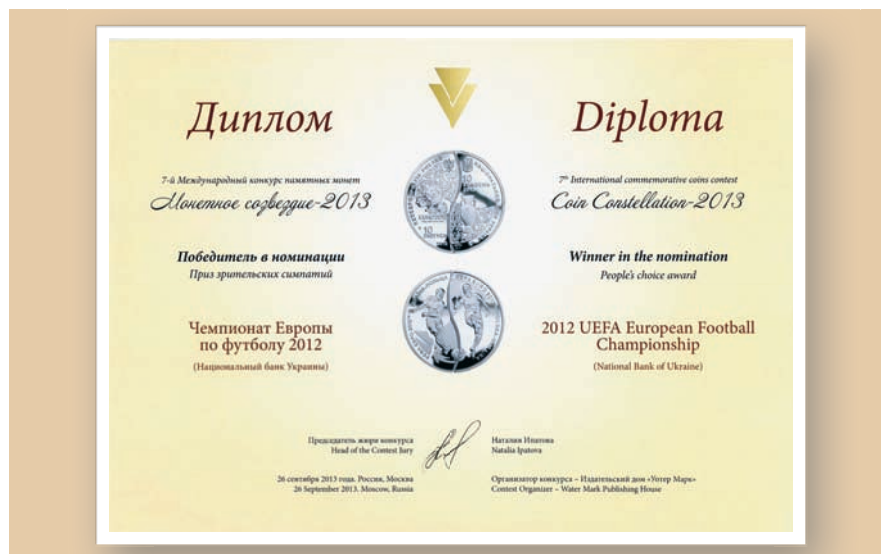 Диплом
7-й Международный конкурс памятных монет
Монетное созвездие-2013
Победитель в номинации
Приз зрительских симпатий
Чемпионат Европы
по футболу 2012
(Национальный банк Украины)
Diploma
7th International commemorative coins contest
Coin Constellation-2013
Winner in the nomination
People's choice award
2012 UEFA European Football
Championship
(National Bank of Ukraine)
Председатель жюри конкурса
Head of the Contest Jury
Наталия Ипатова
Natalia Ipatova
26 сентября 2013 года. Россия, Москва
26 September 2013. Moscow, Russia
Организатор конкурса – Издательский дом «Уотер Марк»
Contest Organizer – Water Mark Publishing House